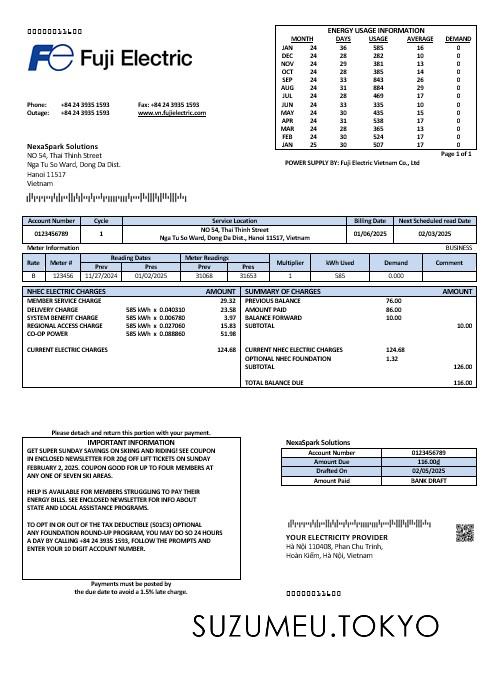 0000011600
Fe Fuji Electric
Phone: +84 24 3935 1593 Fax: +84 24 3935 1593
Outage: +84 24 3935 1593 www.vn.fujielectric.com
NexaSpark Solutions
NO 54, Thai Thinh Street
Nga Tu So Ward, Dong Da Dist.
Hanoi 11517
Vietnam
ENERGY USAGE INFORMATION
MONTH DAYS USAGE AVERAGE DEMAND
JAN 24 36 585 16 0
DEC 24 28 282 10 0
NOV 24 29 381 13 0
OCT 24 28 385 14 0
SEP 24 33 843 26 0
AUG 24 31 884 29 0
JUL 24 28 469 17 0
JUN 24 33 335 10 0
MAY 24 29 435 15 0
APR 24 31 538 17 0
MAR 24 28 365 13 0
FEB 24 30 524 17 0
JAN 25 30 507 17 0
Page 1 of 1
POWER SUPPLY BY: Fuji Electric Vietnam Co., Ltd
Account Number Cycle Service Location Billing Date Next Scheduled read Date
0123456789 1 NO 54, Thai Thinh Street 01/06/2025 02/03/2025
Nga Tu So Ward, Dong Da Dist., Hanoi 11517, Vietnam
Meter Information BUSINESS
Rate Meter # Reading Dates Meter Readings Multiplier kWh Used Demand Comment
Prev Pres Prev Pres
B 123456 11/27/2024 01/02/2025 31068 31653 1 585 0.000
NHEC ELECTRIC CHARGES AMOUNT
MEMBER SERVICE CHARGE 29.32
DELIVERY CHARGE 585 kWh x 0.040310 23.58
SYSTEM BENEFIT CHARGE 585 kWh x 0.006780 3.97
REGIONAL ACCESS CHARGE 585 kWh x 0.027060 15.83
CO-OP POWER 585 kWh x 0.088860 51.98
CURRENT ELECTRIC CHARGES 124.68
SUMMARY OF CHARGES AMOUNT
PREVIOUS BALANCE 76.00
AMOUNT PAID 86.00
BALANCE FORWARD 10.00
SUBTOTAL 10.00
CURRENT NHEC ELECTRIC CHARGES 124.68
OPTIONAL NHEC FOUNDATION 1.32
SUBTOTAL 126.00
TOTAL BALANCE DUE 116.00
Please detach and return this portion with your payment.
IMPORTANT INFORMATION
GET SUPER SUNDAY SAVINGS ON SKIING AND RIDING! SEE COUPON
IN ENCLOSED NEWSLETTER FOR 20₫ OFF LIFT TICKETS ON SUNDAY
FEBRUARY 2, 2025. COUPON GOOD FOR UP TO FOUR MEMBERS AT
ANY ONE OF SEVEN SKI AREAS.
HELP IS AVAILABLE FOR MEMBERS STRUGGLING TO PAY THEIR
ENERGY BILLS. SEE ENCLOSED NEWSLETTER FOR INFO ABOUT
STATE AND LOCAL ASSISTANCE PROGRAMS.
TO OPT IN OR OUT OF THE TAX DEDUCTIBLE (501C3) OPTIONAL
ANY FOUNDATION ROUND-UP PROGRAM, YOU MAY DO SO 24 HOURS
A DAY BY CALLING +84 24 3935 1593, FOLLOW THE PROMPTS AND
ENTER YOUR 10 DIGIT ACCOUNT NUMBER.
Payments must be posted by
the due date to avoid a 1.5% late charge.
NexaSpark Solutions
Account Number 0123456789
Amount Due 116.00₫
Drafted On 02/05/2025
Amount Paid BANK DRAFT
YOUR ELECTRICITY PROVIDER
Hà Nội 110408, Phan Chu Trinh,
Hoàn Kiếm, Hà Nội, Vietnam
0000011600
SUZUMEU.TOKYO